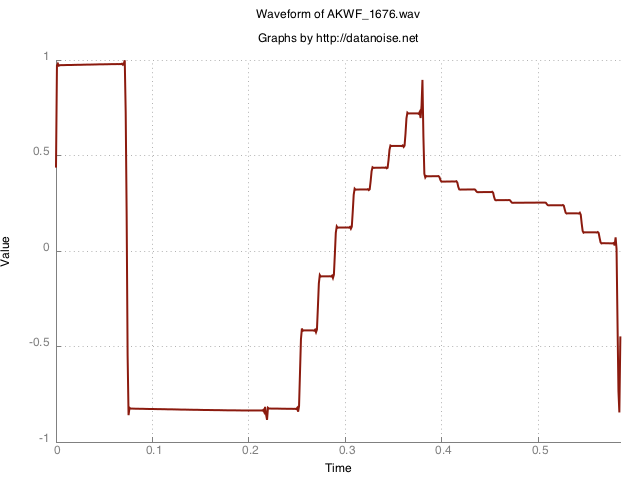 Waveform of AKWF_1676.wav
Graphs by http://datanoise.net
1
0.5
0
-0.5
-1
Value
0 0.1 0.2 0.3 0.4 0.5
Time